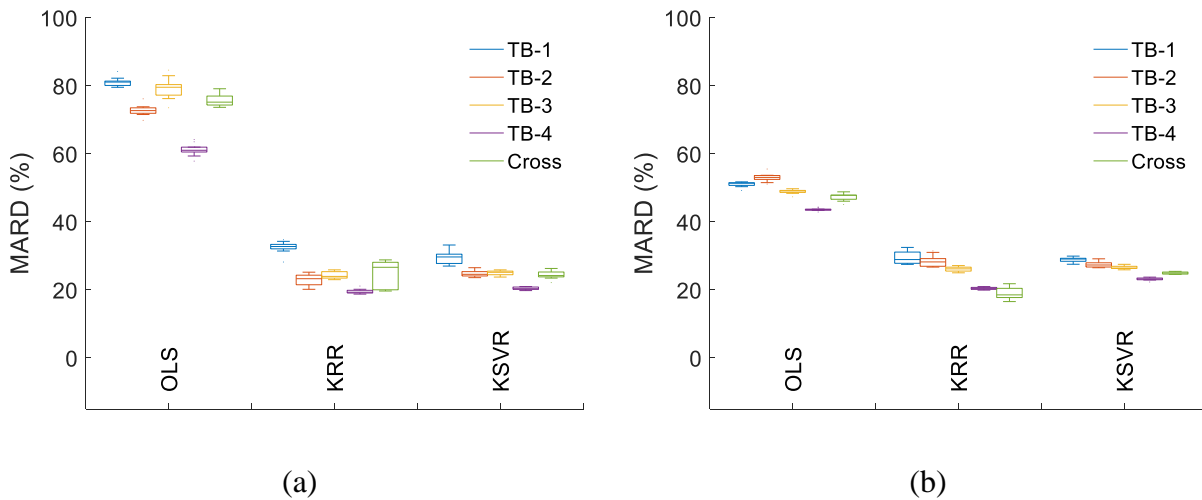 100
80
60
40
20
0
MARD (%)
TB-1
TB-2
TB-3
TB-4
Cross
OLS
KRR
KSVR
(a)
100
80
60
40
20
0
MARD (%)
TB-1
TB-2
TB-3
TB-4
Cross
OLS
KRR
KSVR
(b)